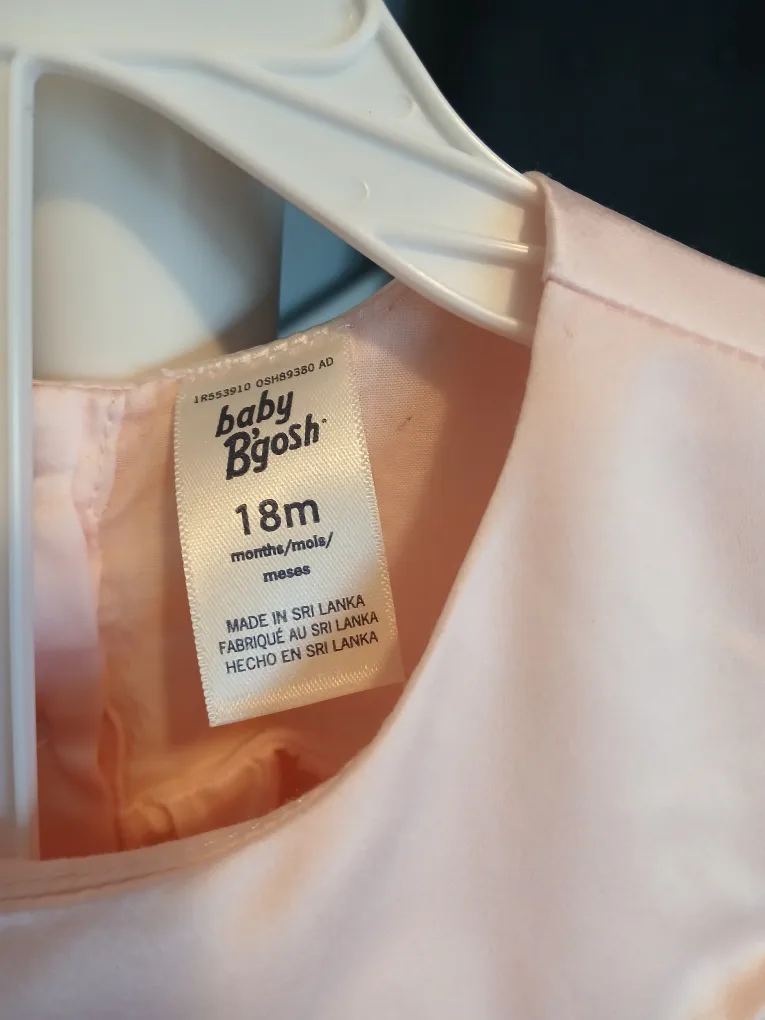 1R553910 OSH89380 AD
baby
B'gosh
18m
months/mois/
meses
MADE IN SRI LANKA
FABRIQUÉ AU SRI LANKA
HECHO EN SRI LANKA